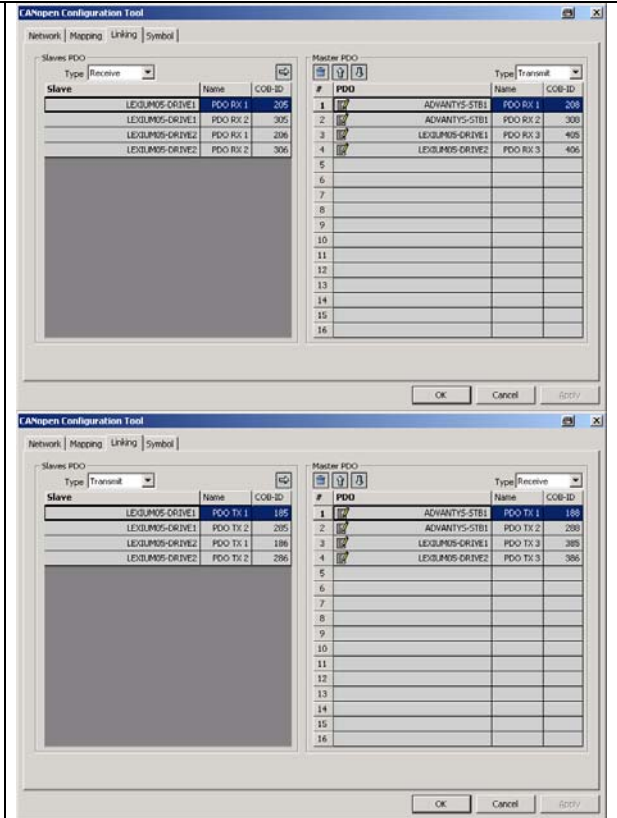 CANopen Configuration Tool
Network Mapping Linking Symbol
Slaves PDO
Type Receive
Slave Name COB-ID
LEXIUM05-DRIVE1 PDO RX 1 205
LEXIUM05-DRIVE1 PDO RX 2 305
LEXIUM05-DRIVE2 PDO RX 1 206
LEXIUM05-DRIVE2 PDO RX 2 306
Master PDO
Type Transmit
# PDO Name COB-ID
1 ADVANTYS-STB1 PDO RX 1 208
2 ADVANTYS-STB1 PDO RX 2 308
3 LEXIUM05-DRIVE1 PDO RX 3 405
4 LEXIUM05-DRIVE2 PDO RX 3 406
5
6
7
8
9
10
11
12
13
14
15
16
OK Cancel Apply
CANopen Configuration Tool
Network Mapping Linking Symbol
Slaves PDO
Type Transmit
Slave Name COB-ID
LEXIUM05-DRIVE1 PDO TX 1 185
LEXIUM05-DRIVE1 PDO TX 2 285
LEXIUM05-DRIVE2 PDO TX 1 186
LEXIUM05-DRIVE2 PDO TX 2 286
Master PDO
Type Receive
# PDO Name COB-ID
1 ADVANTYS-STB1 PDO TX 1 188
2 ADVANTYS-STB1 PDO TX 2 288
3 LEXIUM05-DRIVE1 PDO TX 3 385
4 LEXIUM05-DRIVE2 PDO TX 3 386
5
6
7
8
9
10
11
12
13
14
15
16
OK Cancel Apply